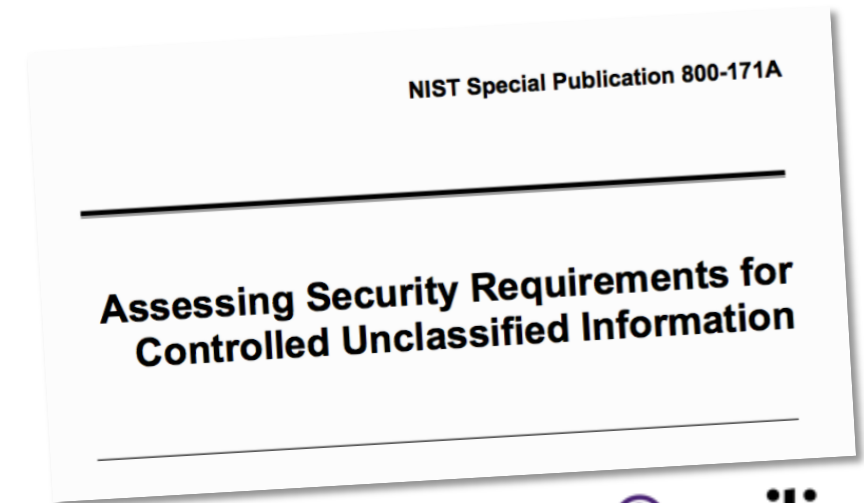 NIST Special Publication 800-171A
Assessing Security Requirements for
Controlled Unclassified Information